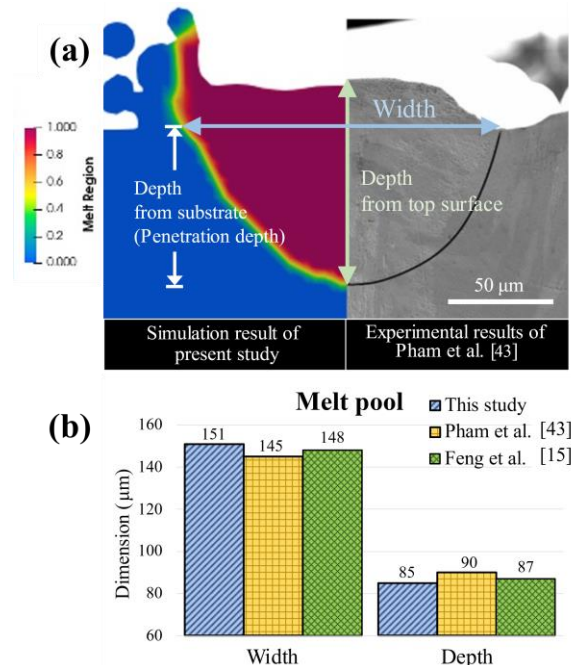 (a)
Width
1.000
0.8
0.6
0.4
0.2
0.000
Melt Region
Depth
from substrate
(Penetration depth)
Depth
from top surface
50 μm
Simulation result of
present study
Experimental results of
Pham et al. [43]
(b)
Melt pool
This study
Pham et al. [43]
Feng et al. [15]
Dimension (μm)
160
140
120
100
80
60
151
145
148
85
90
87
Width
Depth